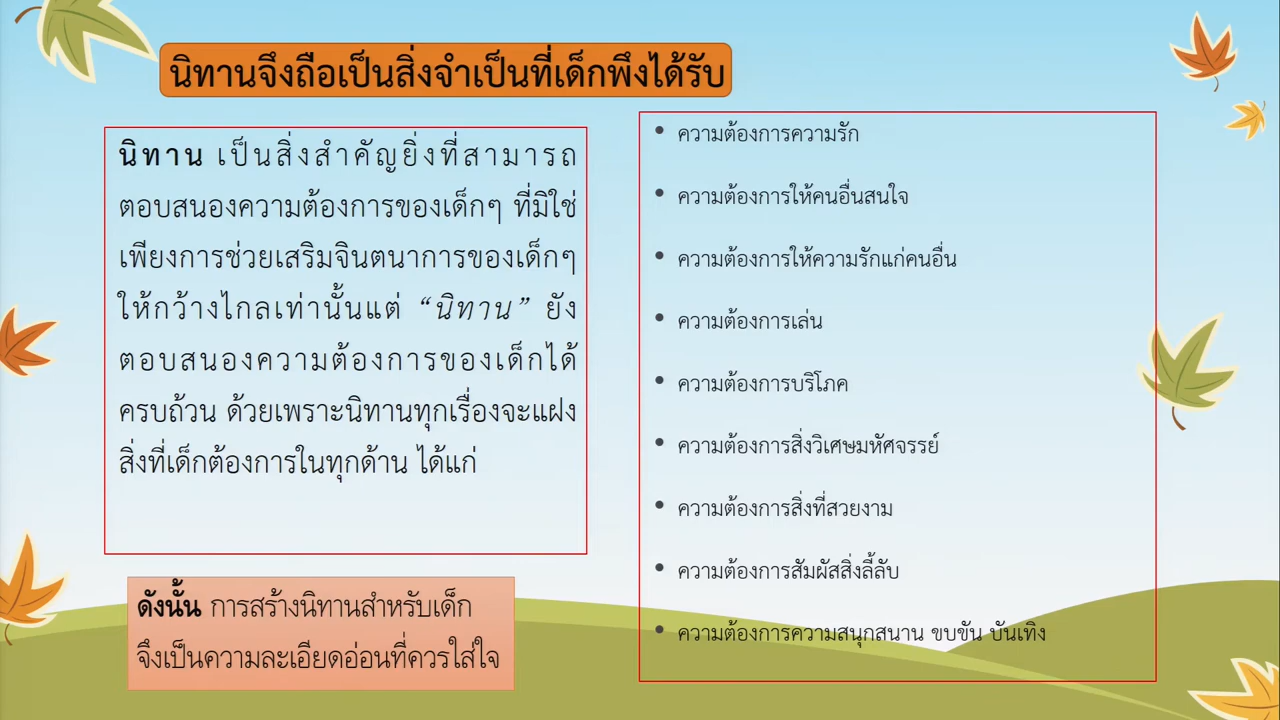 นิทานจึงถือเป็นสิ่งจำเป็นที่เด็กพึงได้รับ
นิทาน เป็นสิ่งสำคัญยิ่งที่สามารถ
ตอบสนองความต้องการของเด็กๆ ที่มิใช่
เพียงการช่วยเสริมจินตนาการของเด็กๆ
ให้กว้างไกลเท่านั้นแต่ “นิทาน” ยัง
ตอบสนองความต้องการของเด็กได้
ครบถ้วน ด้วยเพราะนิทานทุกเรื่องจะแฝง
สิ่งที่เด็กต้องการในทุกด้าน ได้แก่
ดังนั้น การสร้างนิทานสำหรับเด็ก
จึงเป็นความละเอียดอ่อนที่ควรใส่ใจ
• ความต้องการความรัก
• ความต้องการให้คนอื่นสนใจ
• ความต้องการให้ความรักแก่คนอื่น
• ความต้องการเล่น
• ความต้องการบริโภค
• ความต้องการสิ่งวิเศษมหัศจรรย์
• ความต้องการสิ่งที่สวยงาม
• ความต้องการสัมผัสสิ่งลี้ลับ
• ความต้องการความสนุกสนาน ขบขัน บันเทิง